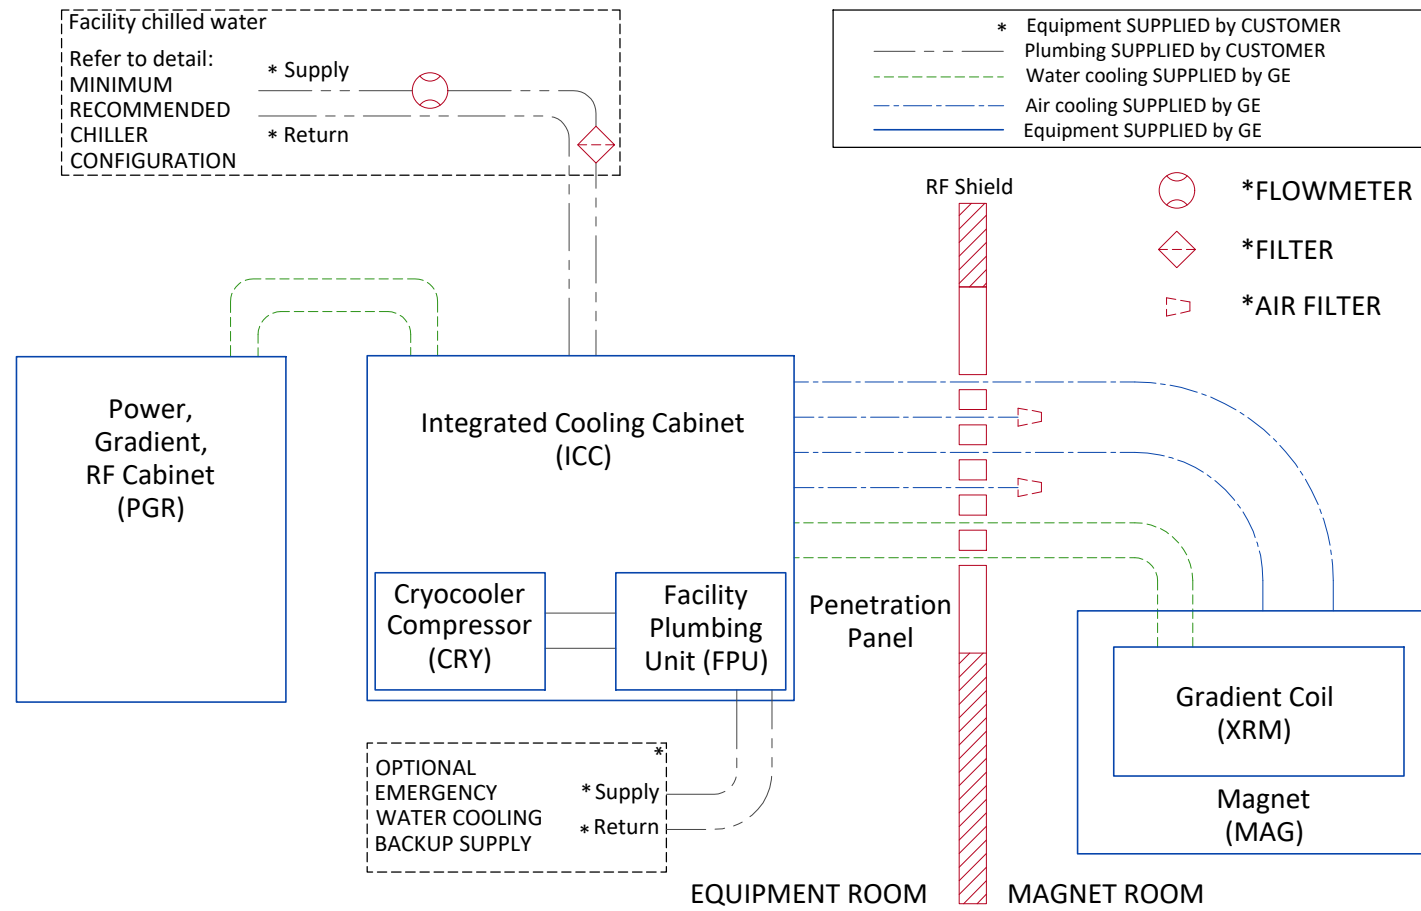 Facility chilled water
Refer to detail:
MINIMUM
RECOMMENDED
CHILLER
CONFIGURATION
* Supply
* Return
* Equipment SUPPLIED by CUSTOMER
Plumbing SUPPLIED by CUSTOMER
Water cooling SUPPLIED by GE
Air cooling SUPPLIED by GE
Equipment SUPPLIED by GE
*FLOWMETER
*FILTER
*AIR FILTER
RF Shield
Power,
Gradient,
RF Cabinet
(PGR)
Integrated Cooling Cabinet
(ICC)
Cryocooler
Compressor
(CRY)
Facility
Plumbing
Unit (FPU)
Penetration
Panel
Gradient Coil
(XRM)
Magnet
(MAG)
*
OPTIONAL
EMERGENCY
WATER COOLING
BACKUP SUPPLY
* Supply
* Return
EQUIPMENT ROOM
MAGNET ROOM